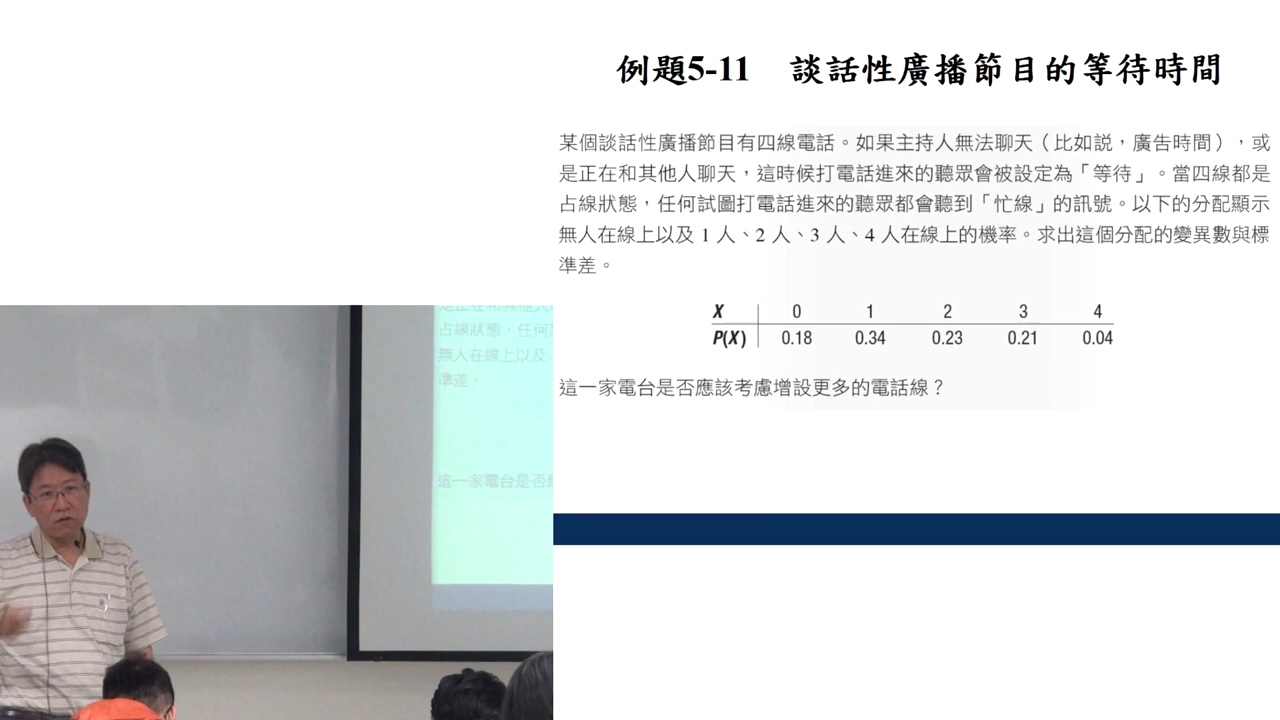 例題5-11 談話性廣播節目的等待時間
某個談話性廣播節目有四線電話。如果主持人無法聊天（比如説，廣告時間），或
是正在和其他人聊天，這時候打電話進來的聽眾會被設定為「等待」。當四線都是
占線狀態，任何試圖打電話進來的聽眾都會聽到「忙線」的訊號。以下的分配顯示
無人在線上以及 1 人、2 人、3 人、4 人在線上的機率。求出這個分配的變異數與標
準差。
X 0 1 2 3 4
P(X) 0.18 0.34 0.23 0.21 0.04
這一家電台是否應該考慮增設更多的電話線？
是正在和其他人
占線狀態，任何
無人在線上以及
準差。
這一家電台是否